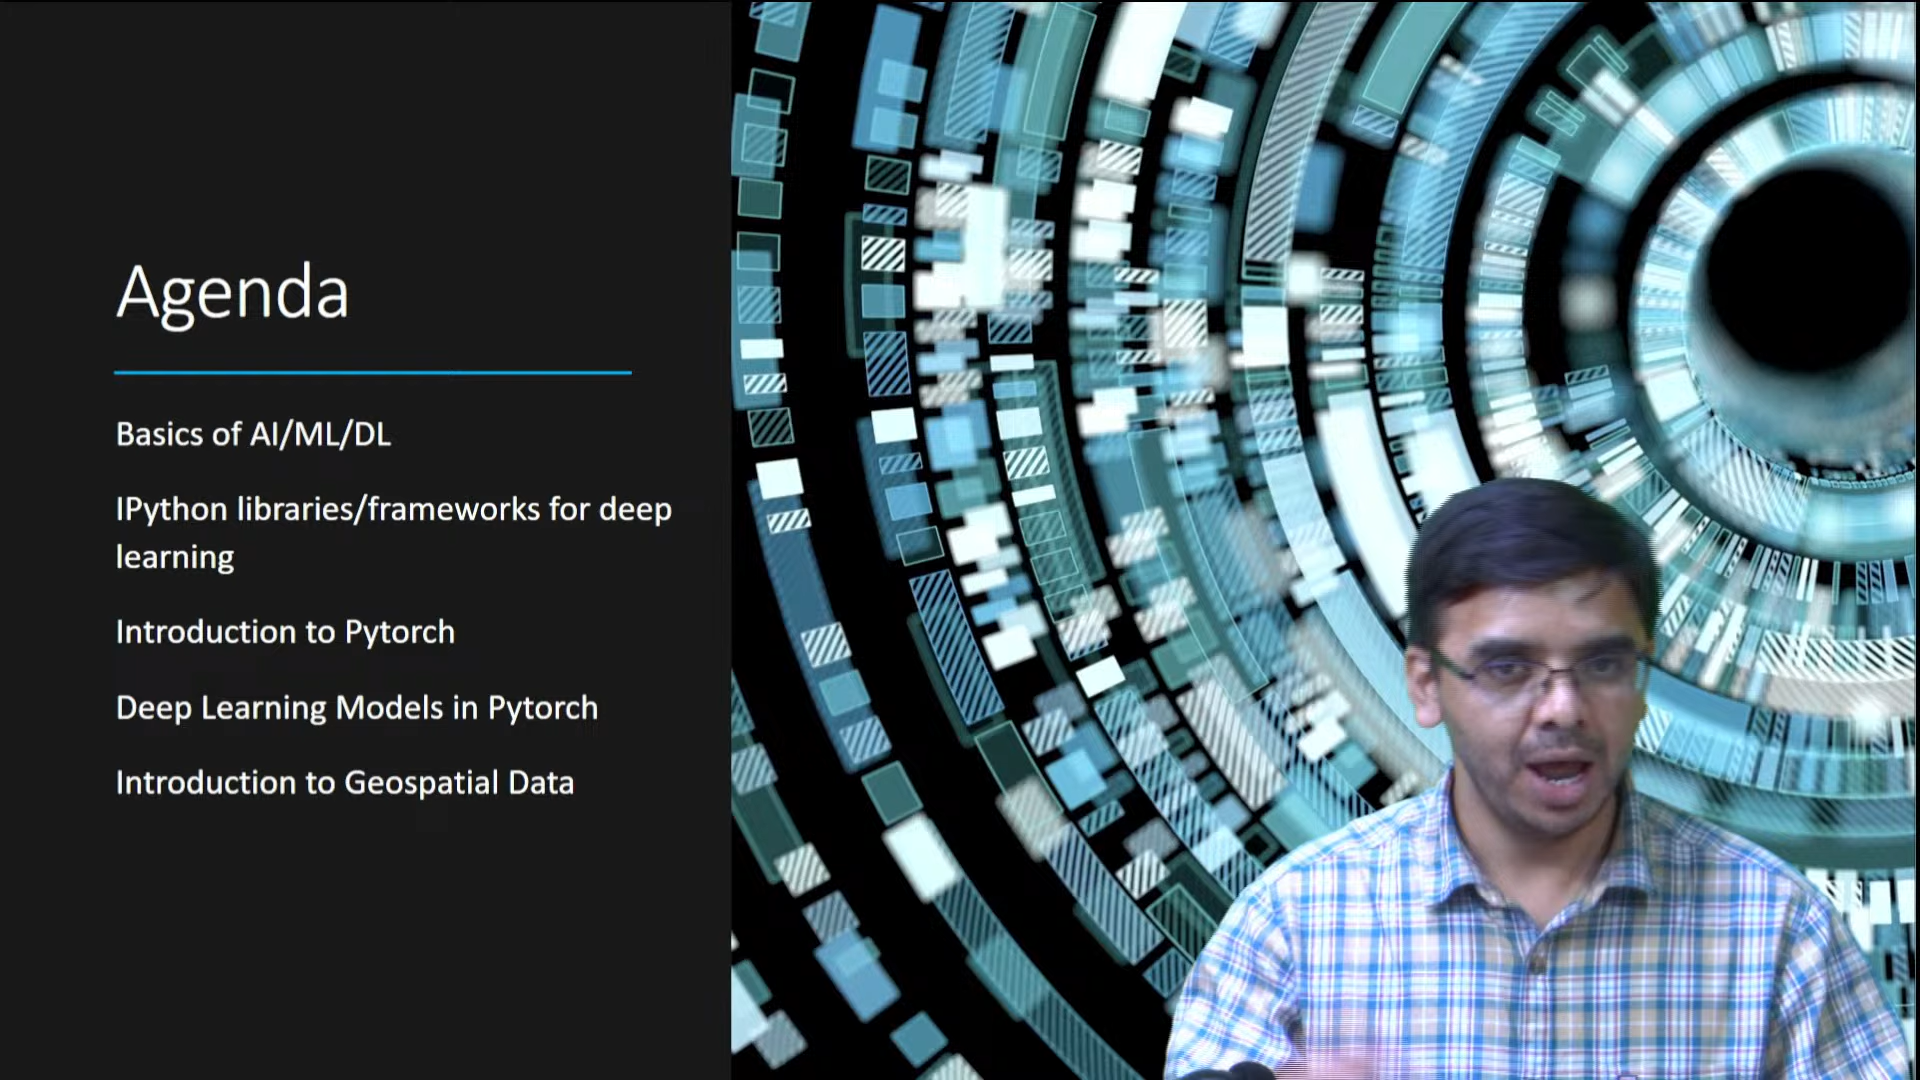 Agenda
Basics of AI/ML/DL
IPython libraries/frameworks for deep
learning
Introduction to Pytorch
Deep Learning Models in Pytorch
Introduction to Geospatial Data